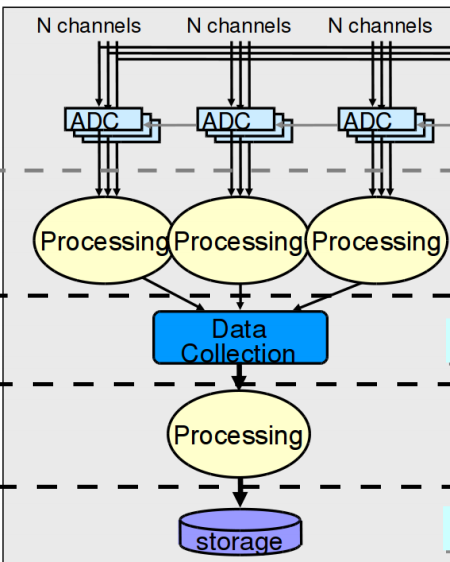 N channels N channels N channels
ADC ADC ADC
Processing Processing Processing
Data
Collection
Processing
storage